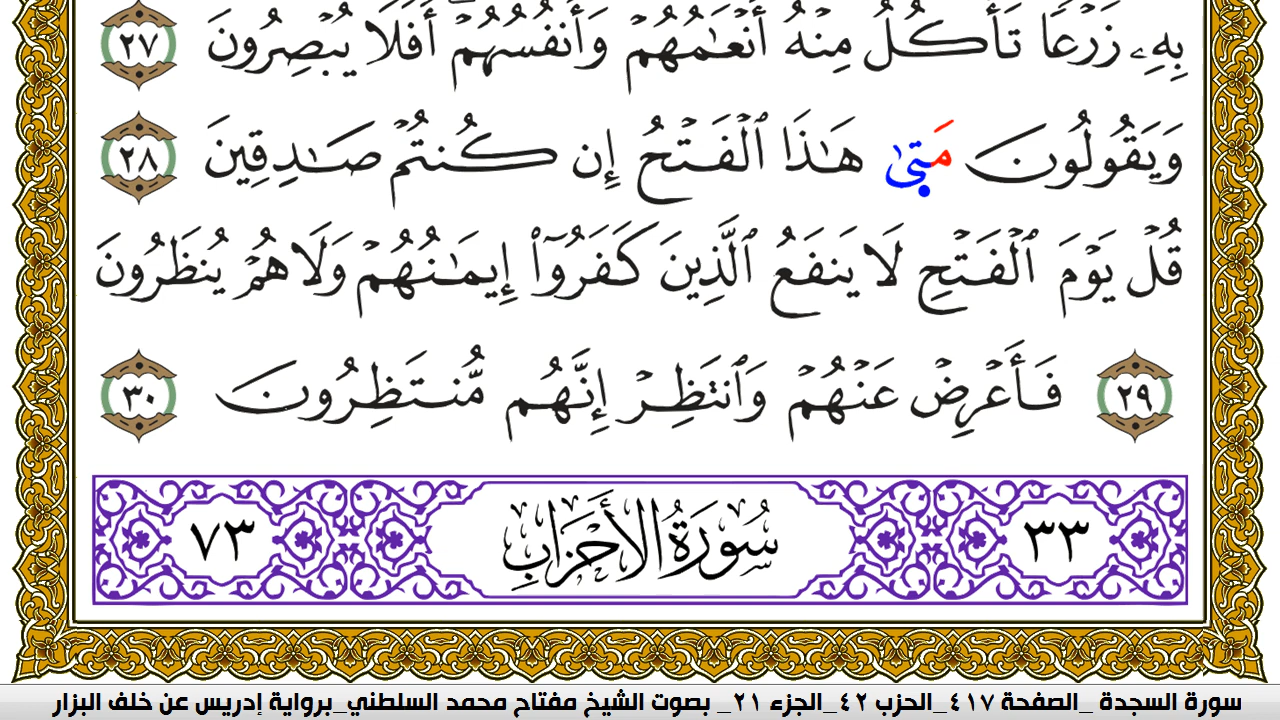 بِهِۦ زَرۡعٗا تَأۡكُلُ مِنۡهُ أَنۡعَٰمُهُمۡ وَأَنفُسُهُمۡۚ أَفَلَا يُبۡصِرُونَ ٢٧
وَيَقُولُونَ مَتَىٰ هَٰذَا ٱلۡفَتۡحُ إِن كُنتُمۡ صَٰدِقِينَ ٢٨
قُلۡ يَوۡمَ ٱلۡفَتۡحِ لَا يَنفَعُ ٱلَّذِينَ كَفَرُوٓاْ إِيمَٰنُهُمۡ وَلَا هُمۡ يُنظَرُونَ
٢٩ فَأَعۡرِضۡ عَنۡهُمۡ وَٱنتَظِرۡ إِنَّهُم مُّنتَظِرُونَ ٣٠
٣٣ سُورَةُ الأَحْزَابِ ٧٣
سورة السجدة _الصفحة ٤١٧_الحزب ٤٢_الجزء ٢١_ بصوت الشيخ مفتاح محمد السلطني_برواية إدريس عن خلف البزار